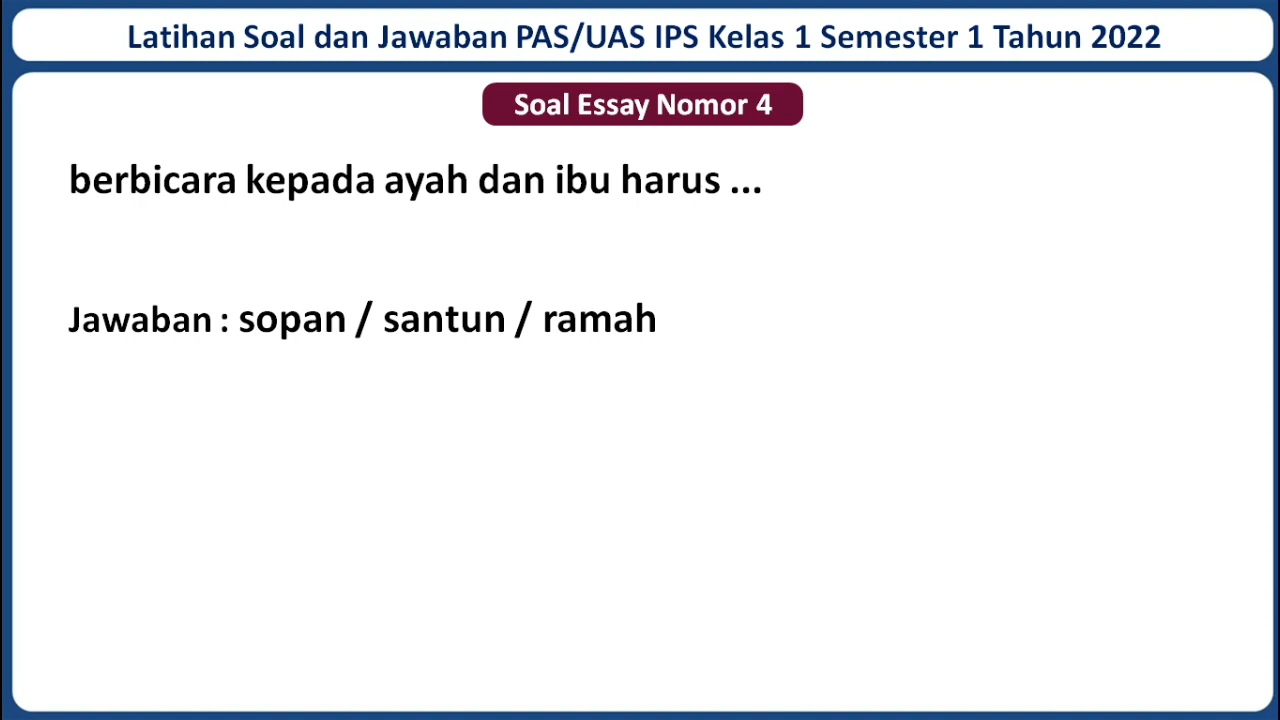 Latihan Soal dan Jawaban PAS/UAS IPS Kelas 1 Semester 1 Tahun 2022
Soal Essay Nomor 4
berbicara kepada ayah dan ibu harus ...
Jawaban : sopan / santun / ramah